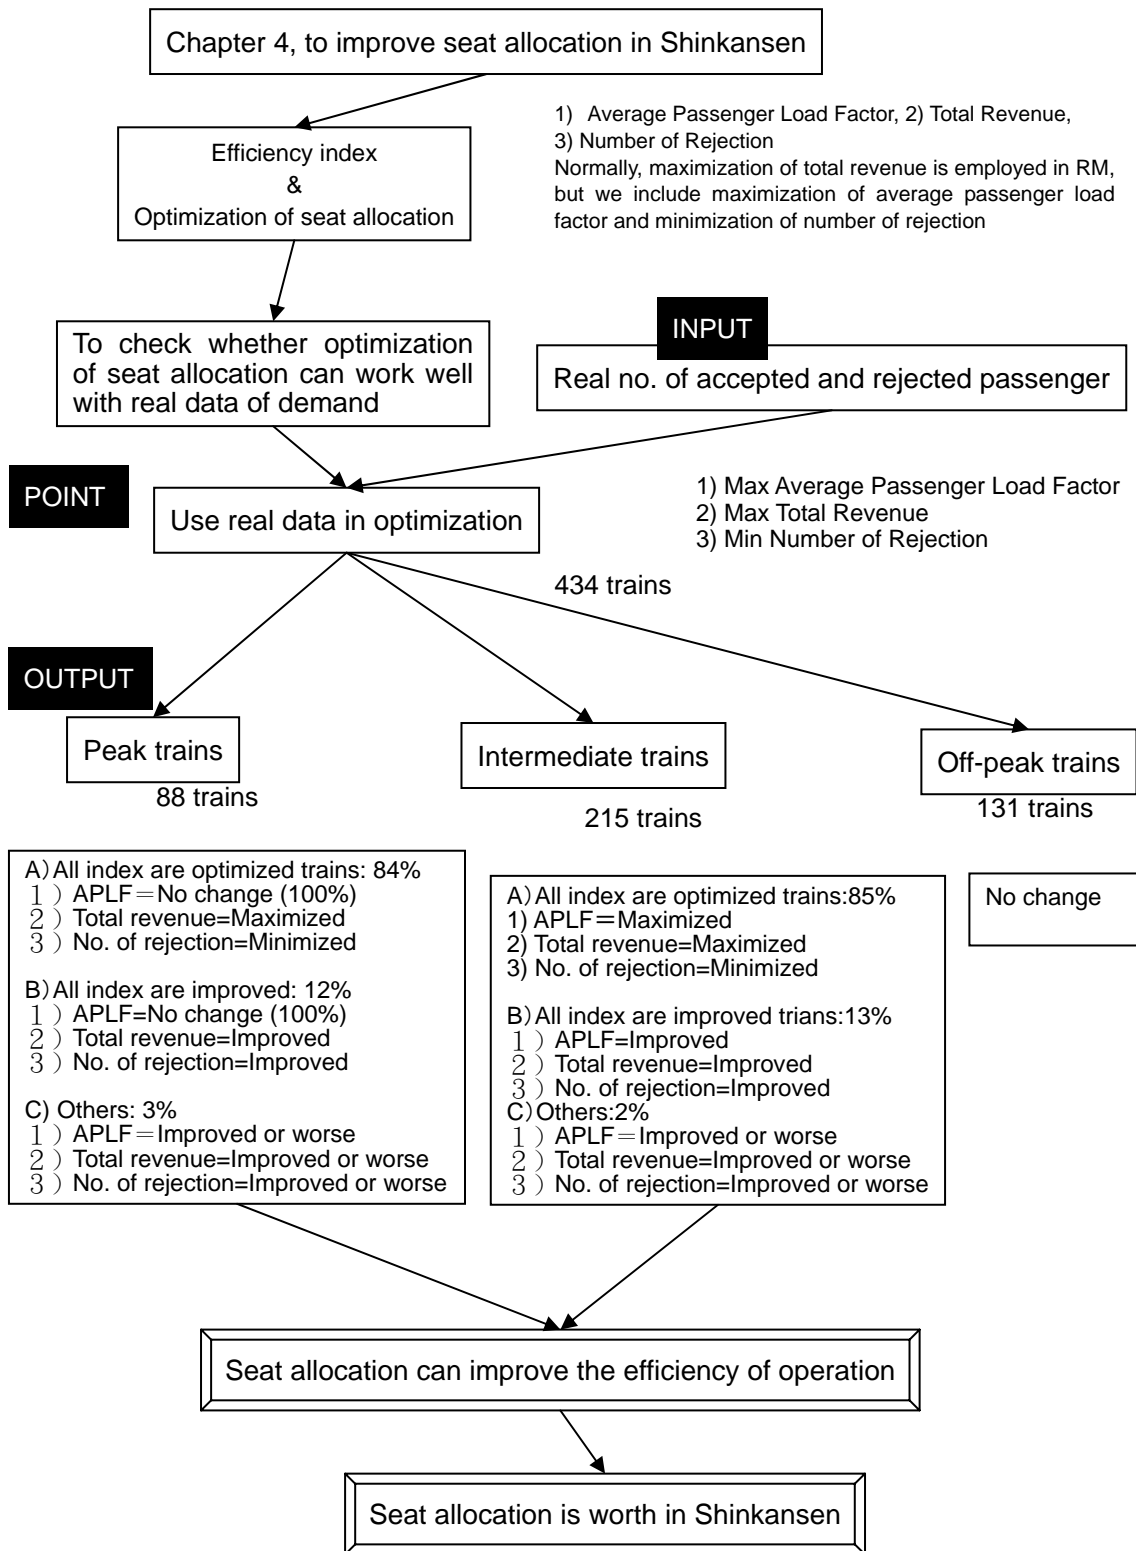 Chapter 4, to improve seat allocation in Shinkansen
Efficiency index
&
Optimization of seat allocation
1) Average Passenger Load Factor, 2) Total Revenue,
3) Number of Rejection
Normally, maximization of total revenue is employed in RM,
but we include maximization of average passenger load
factor and minimization of number of rejection
To check whether optimization
of seat allocation can work well
with real data of demand
INPUT
Real no. of accepted and rejected passenger
POINT
Use real data in optimization
1) Max Average Passenger Load Factor
2) Max Total Revenue
3) Min Number of Rejection
434 trains
OUTPUT
Peak trains
88 trains
Intermediate trains
215 trains
Off-peak trains
131 trains
A)All index are optimized trains: 84%
1）APLF＝No change (100%)
2）Total revenue=Maximized
3）No. of rejection=Minimized
B)All index are improved: 12%
1）APLF=No change (100%)
2）Total revenue=Improved
3）No. of rejection=Improved
C) Others: 3%
1）APLF＝Improved or worse
2）Total revenue=Improved or worse
3）No. of rejection=Improved or worse
A)All index are optimized trains:85%
1) APLF＝Maximized
2) Total revenue=Maximized
3) No. of rejection=Minimized
B)All index are improved trians:13%
1）APLF=Improved
2）Total revenue=Improved
3）No. of rejection=Improved
C)Others:2%
1）APLF＝Improved or worse
2）Total revenue=Improved or worse
3）No. of rejection=Improved or worse
No change
Seat allocation can improve the efficiency of operation
Seat allocation is worth in Shinkansen